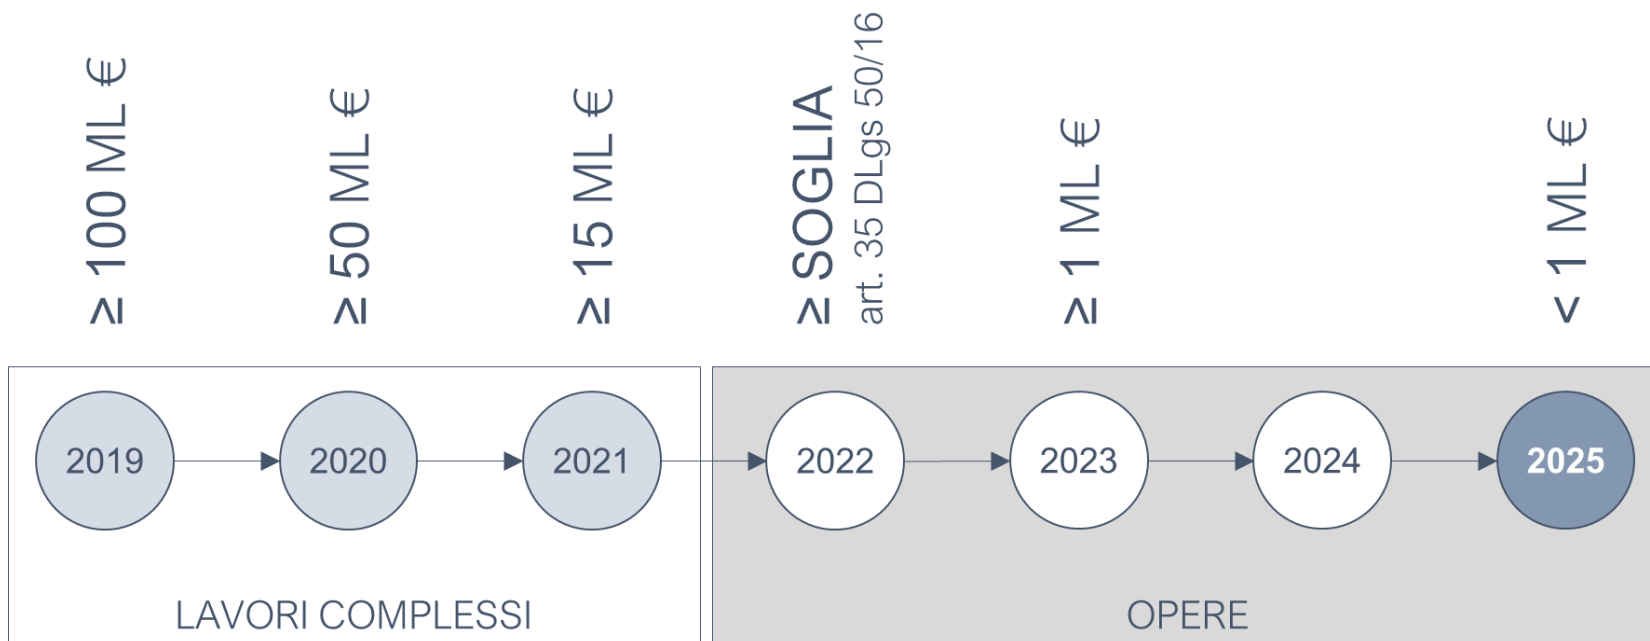 ≥ 100 ML €
≥ 50 ML €
≥ 15 ML €
≥ SOGLIA
art. 35 DLgs 50/16
≥ 1 ML €
< 1 ML €
2019
2020
2021
2022
2023
2024
2025
LAVORI COMPLESSI
OPERE